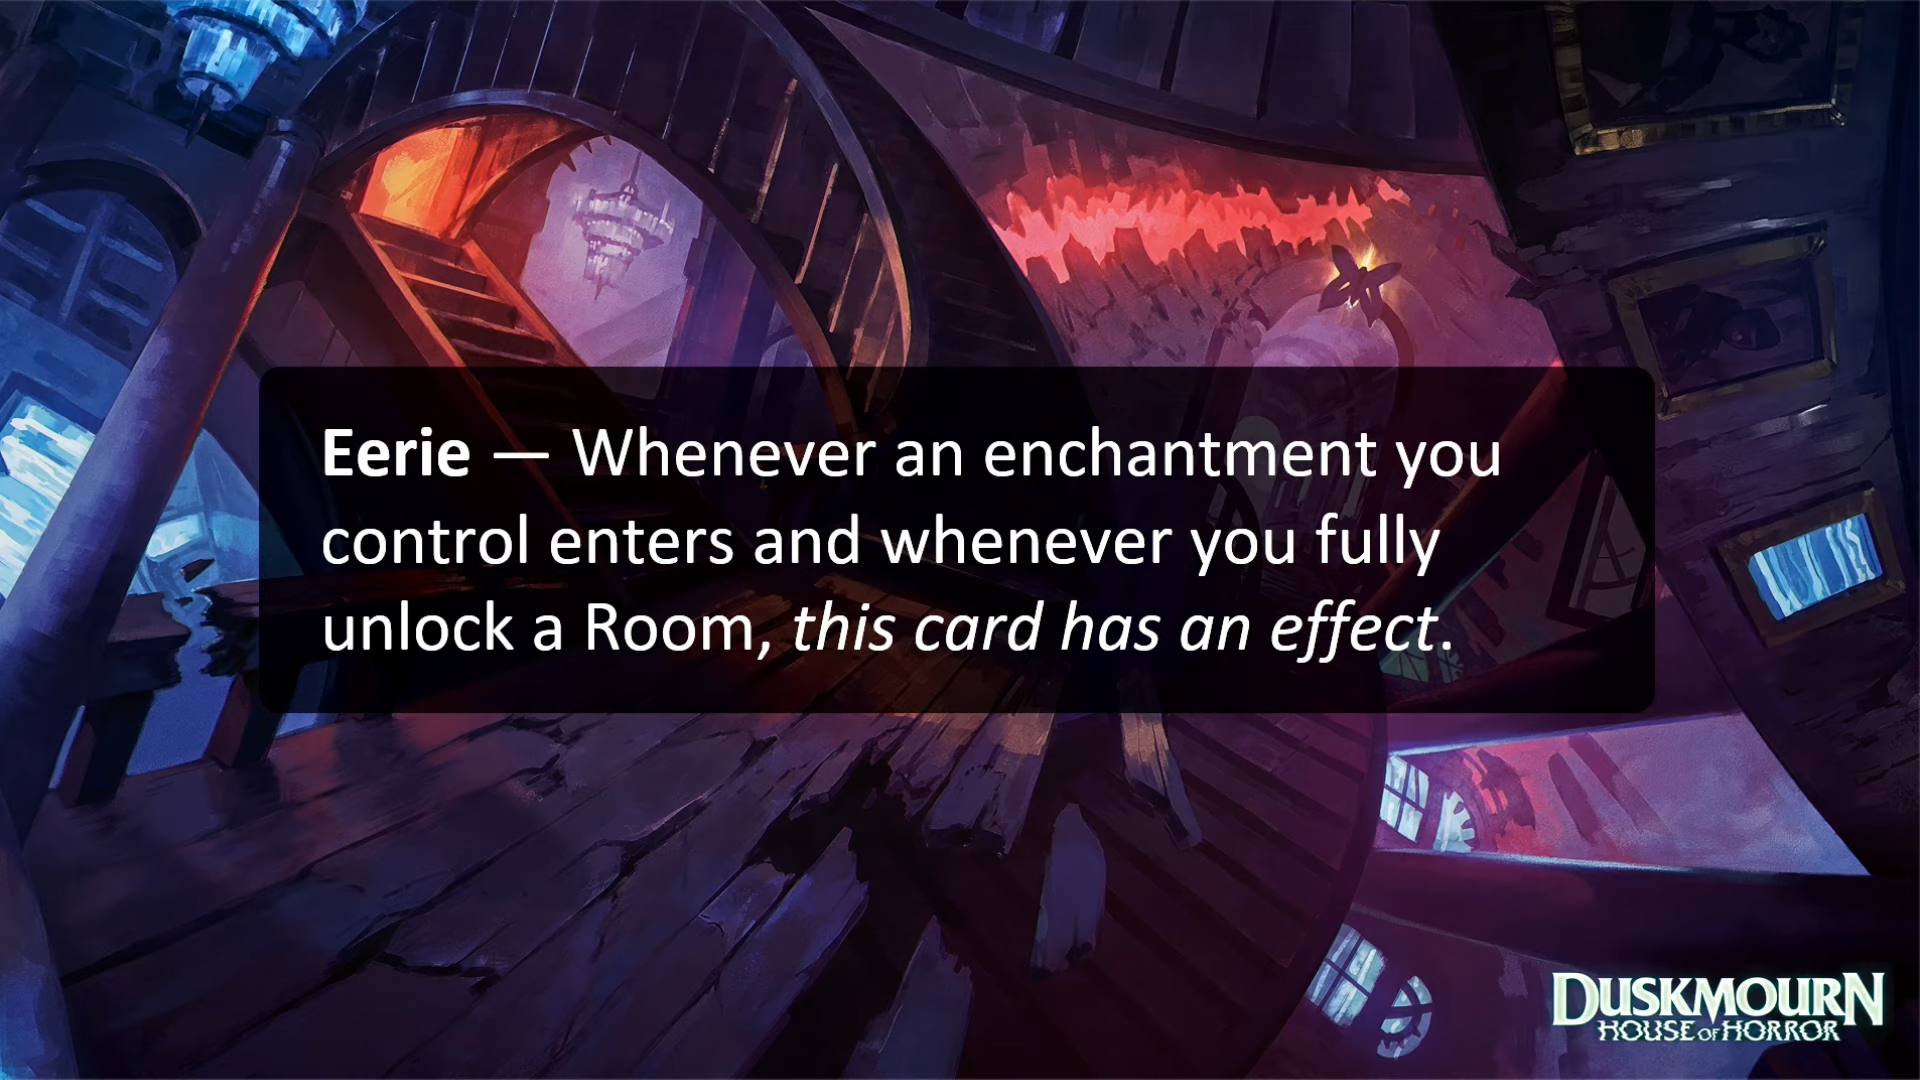 Eerie — Whenever an enchantment you
control enters and whenever you fully
unlock a Room, this card has an effect.
DUSKMOURN
HOUSE OF HORROR